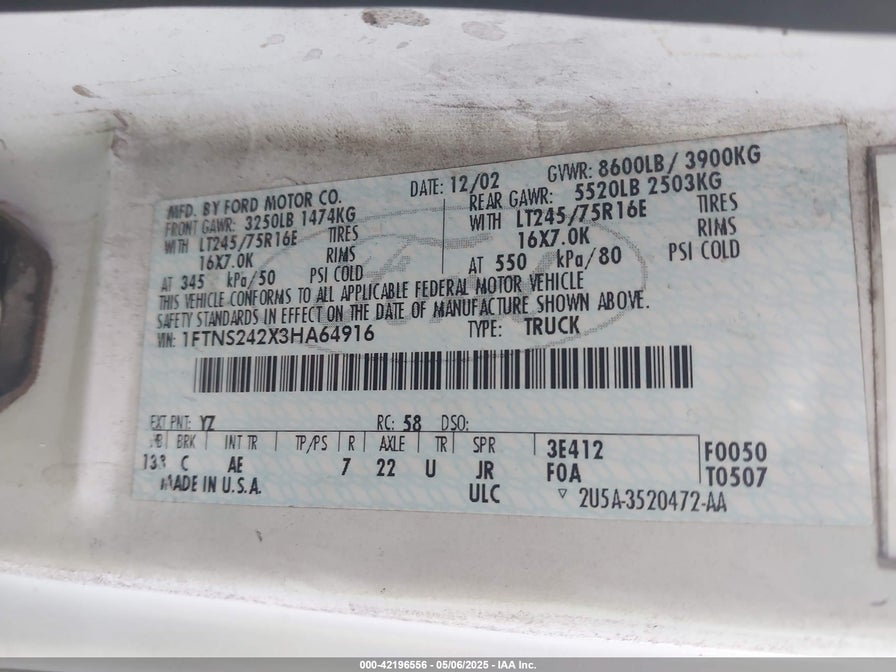 MFD. BY FORD MOTOR CO.
DATE: 12/02
GVWR: 8600LB/ 3900KG
FRONT GAWR: 3250LB 1474KG
REAR GAWR: 5520LB 2503KG
WITH LT245/75R16E TIRES
WITH LT245/75R16E TIRES
16X7.0K RIMS
16X7.0K RIMS
AT 345 kPa/50 PSI COLD
AT 550 kPa/80 PSI COLD
THIS VEHICLE CONFORMS TO ALL APPLICABLE FEDERAL MOTOR VEHICLE
SAFETY STANDARDS IN EFFECT ON THE DATE OF MANUFACTURE SHOWN ABOVE.
VIN: 1FTNS242X3HA64916
TYPE: TRUCK
EXT PNT: YZ RC: 58 DSO:
BRK INT TR TP/PS R AXLE TR SPR 3E412 F0050
C AE 7 22 U JR F0A T0507
MADE IN U.S.A. ULC 2U5A-3520472-AA
000-42196556 - 05/06/2025 - IAA Inc.